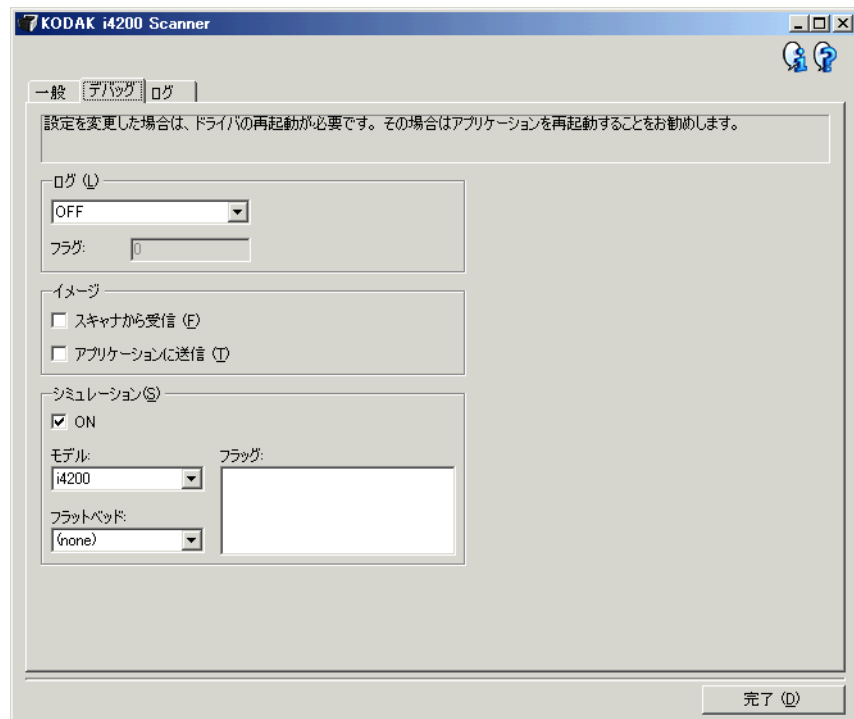 KODAK i4200 Scanner
一般 デバッグ ログ
設定を変更した場合は、ドライバの再起動が必要です。その場合はアプリケーションを再起動することをお勧めします。
ログ (L)
OFF
フラグ: 0
イメージ
スキャナから受信 (F)
アプリケーションに送信 (T)
シミュレーション(S)
ON
モデル: フラッグ:
i4200
フラットベッド:
(none)
完了 (D)